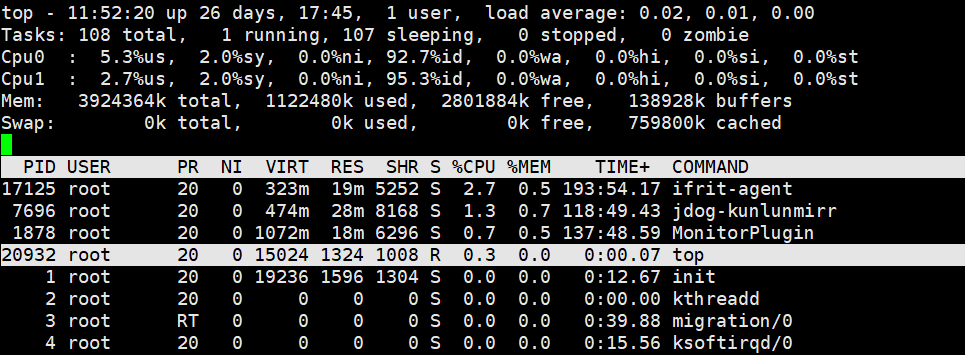 top - 11:52:20 up 26 days, 17:45,  1 user,  load average: 0.02, 0.01, 0.00
Tasks: 108 total,   1 running, 107 sleeping,   0 stopped,   0 zombie
Cpu0  :  5.3%us,  2.0%sy,  0.0%ni, 92.7%id,  0.0%wa,  0.0%hi,  0.0%si,  0.0%st
Cpu1  :  2.7%us,  2.0%sy,  0.0%ni, 95.3%id,  0.0%wa,  0.0%hi,  0.0%si,  0.0%st
Mem:   3924364k total,  1122480k used,  2801884k free,   138928k buffers
Swap:        0k total,        0k used,        0k free,   759800k cached
  PID USER      PR  NI  VIRT  RES  SHR S %CPU %MEM    TIME+  COMMAND
17125 root      20   0  323m  19m 5252 S  2.7  0.5 193:54.17 ifrit-agent
 7696 root      20   0  474m  28m 8168 S  1.3  0.7 118:49.43 jdog-kunlunmirr
 1878 root      20   0 1072m  18m 6296 S  0.7  0.5 137:48.59 MonitorPlugin
20932 root      20   0 15024 1324 1008 R  0.3  0.0   0:00.07 top
    1 root      20   0 19236 1596 1304 S  0.0  0.0   0:12.67 init
    2 root      20   0     0    0    0 S  0.0  0.0   0:00.00 kthreadd
    3 root      RT   0     0    0    0 S  0.0  0.0   0:39.88 migration/0
    4 root      20   0     0    0    0 S  0.0  0.0   0:15.56 ksoftirqd/0